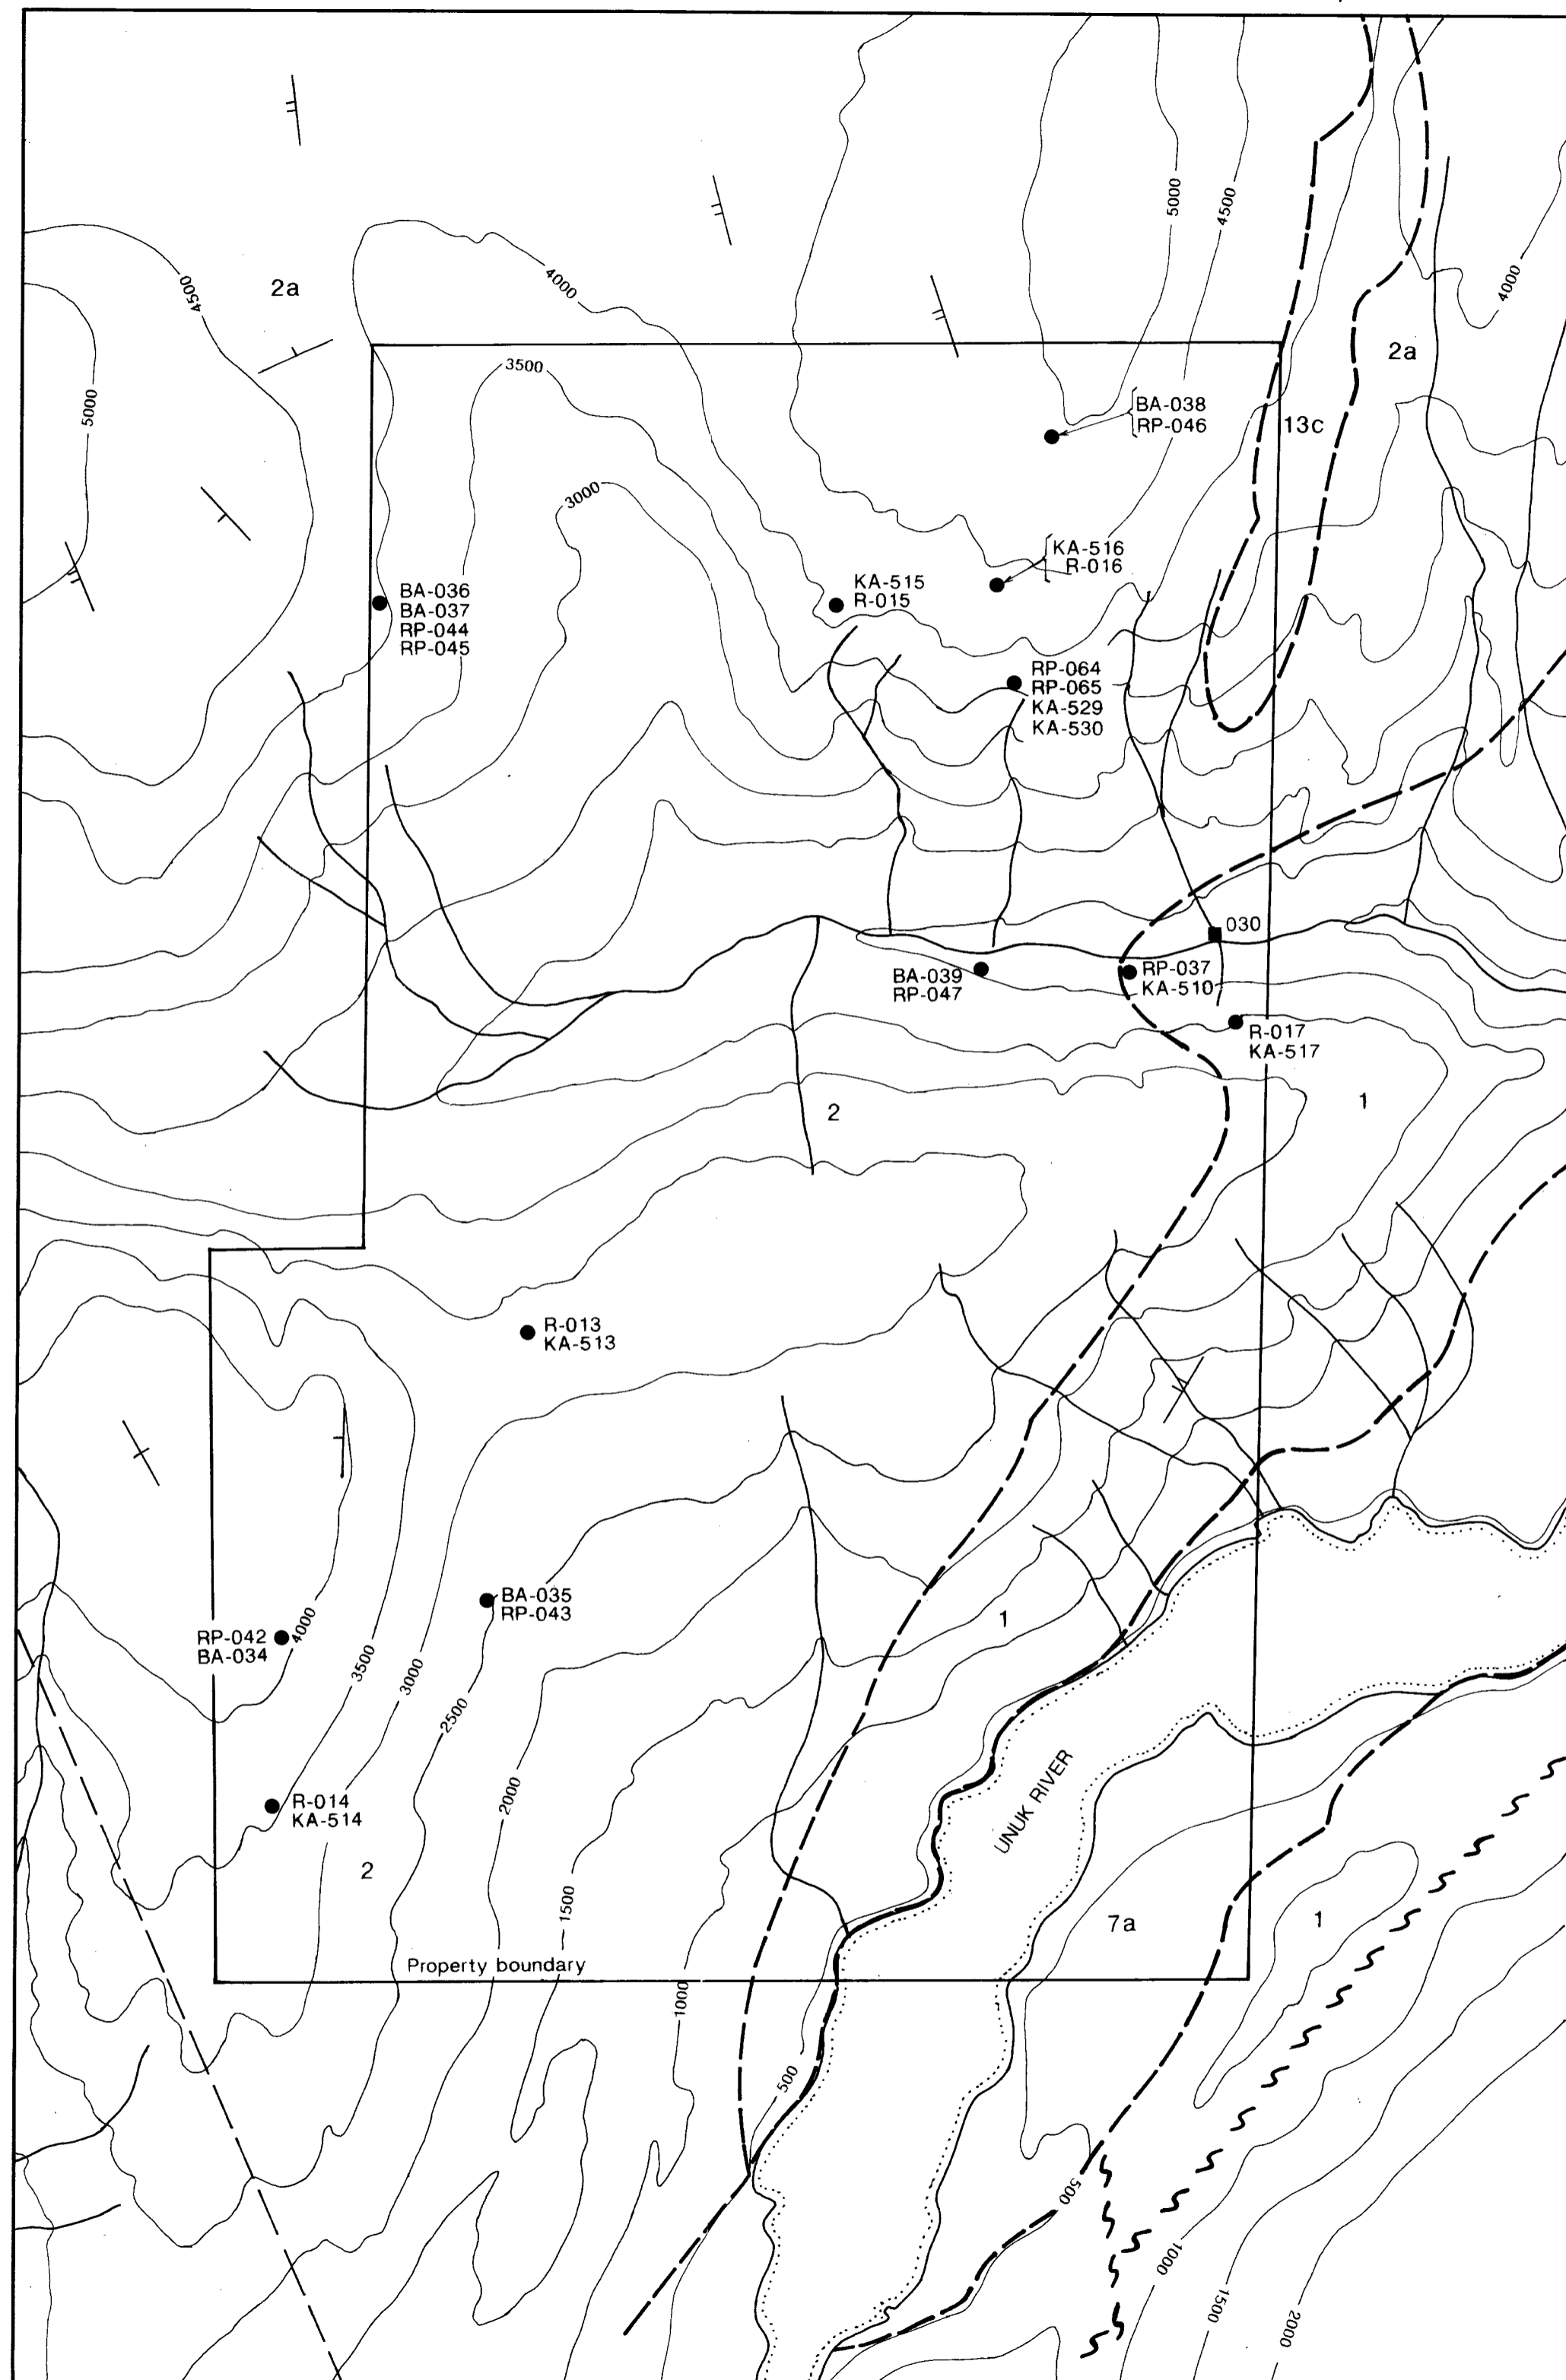 5000
4500
4500
2a
4000
4000
2a
3500
5000
BA-038
RP-046
13c
3000
KA-516
R-016
KA-515
R-015
BA-036
BA-037
RP-044
RP-045
RP-064
RP-065
KA-529
KA-530
030
BA-039
RP-047
RP-037
KA-510
R-017
KA-517
2
1
R-013
KA-513
BA-035
RP-043
1
4000
RP-042
BA-034
3500
3000
2500
UNUK RIVER
2000
R-014
KA-514
2
1500
7a
1
Property boundary
1000
500
500
1000
1500
2000